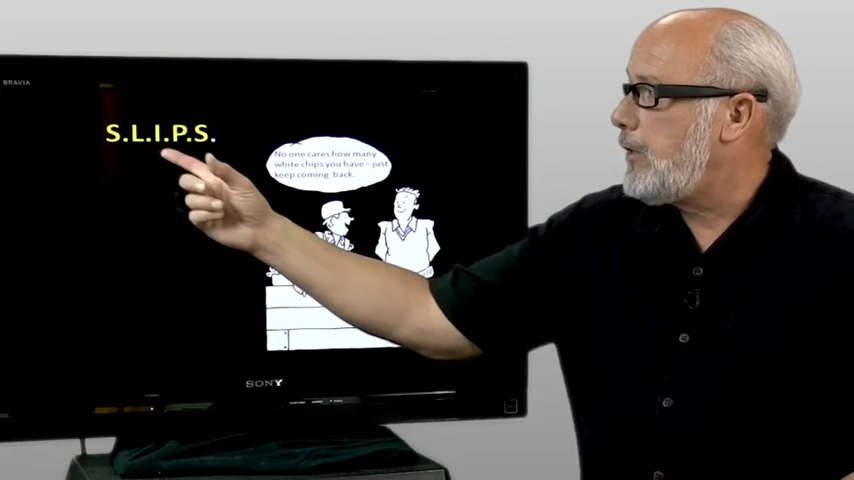 BRAVIA
S.L.I.P.S.
No one cares how many
white chips you have – just
keep coming back.
SONY